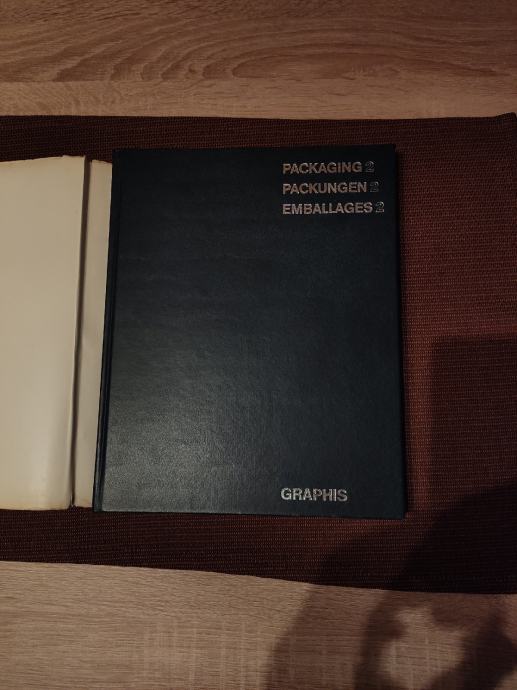 PACKAGING 2
PACKUNGEN 2
EMBALLAGES 2
GRAPHIS